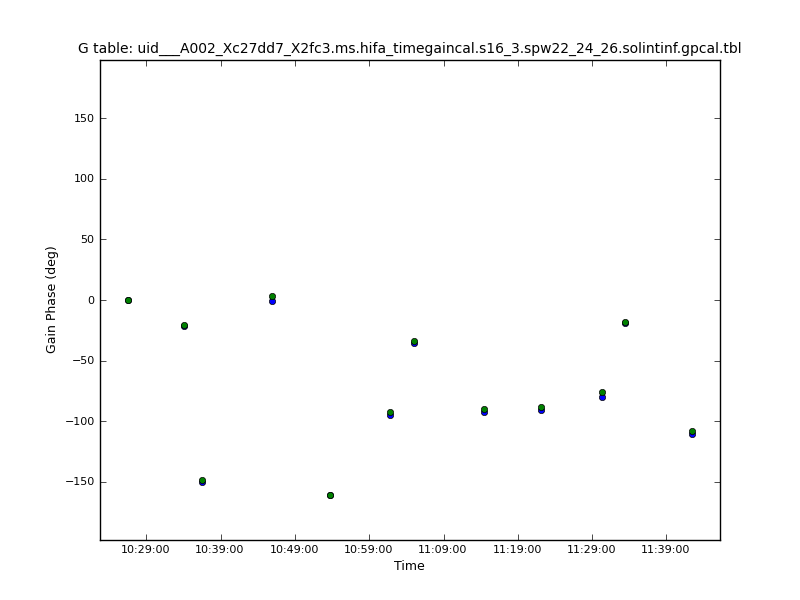 G table: uid___A002_Xc27dd7_X2fc3.ms.hifa_timegaincal.s16_3.spw22_24_26.solintinf.gpcal.tbl
150
100
50
0
−50
−100
−150
Gain Phase (deg)
10:29:00 10:39:00 10:49:00 10:59:00 11:09:00 11:19:00 11:29:00 11:39:00
Time